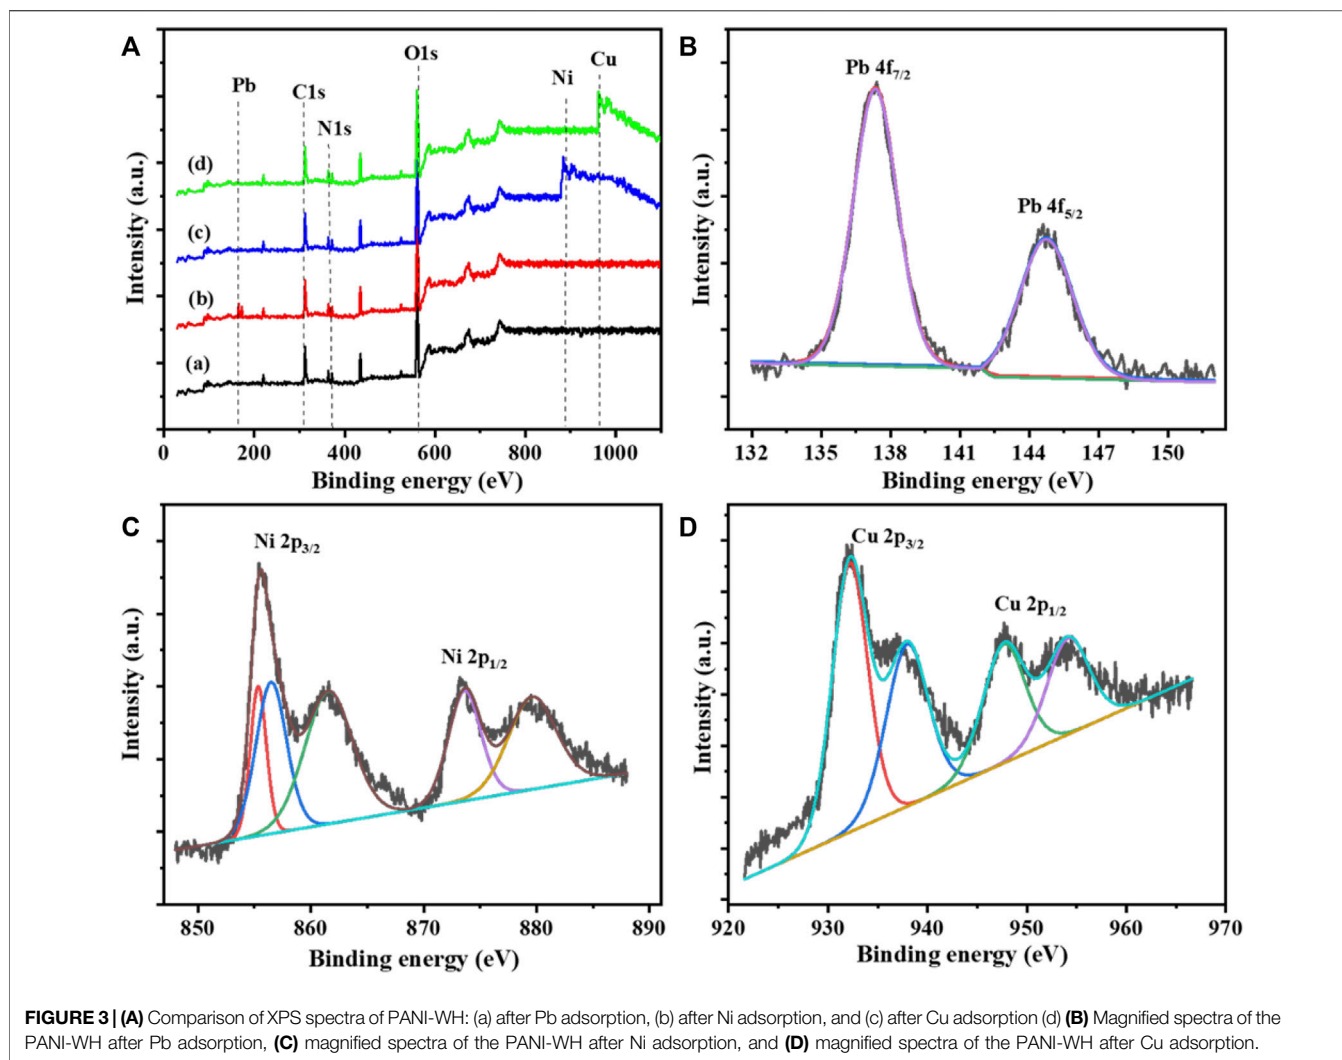 A
Pb
C1s
N1s
O1s
Ni
Cu
(d)
(c)
(b)
(a)
Intensity (a.u.)
0 200 400 600 800 1000
Binding energy (eV)
B
Pb 4f7/2
Pb 4f5/2
Intensity (a.u.)
132 135 138 141 144 147 150
Binding energy (eV)
C
Ni 2p3/2
Ni 2p1/2
Intensity (a.u.)
850 860 870 880 890
Binding energy (eV)
D
Cu 2p3/2
Cu 2p1/2
Intensity (a.u.)
920 930 940 950 960 970
Binding energy (eV)
FIGURE 3 | (A) Comparison of XPS spectra of PANI-WH: (a) after Pb adsorption, (b) after Ni adsorption, and (c) after Cu adsorption (d) (B) Magnified spectra of the
PANI-WH after Pb adsorption, (C) magnified spectra of the PANI-WH after Ni adsorption, and (D) magnified spectra of the PANI-WH after Cu adsorption.